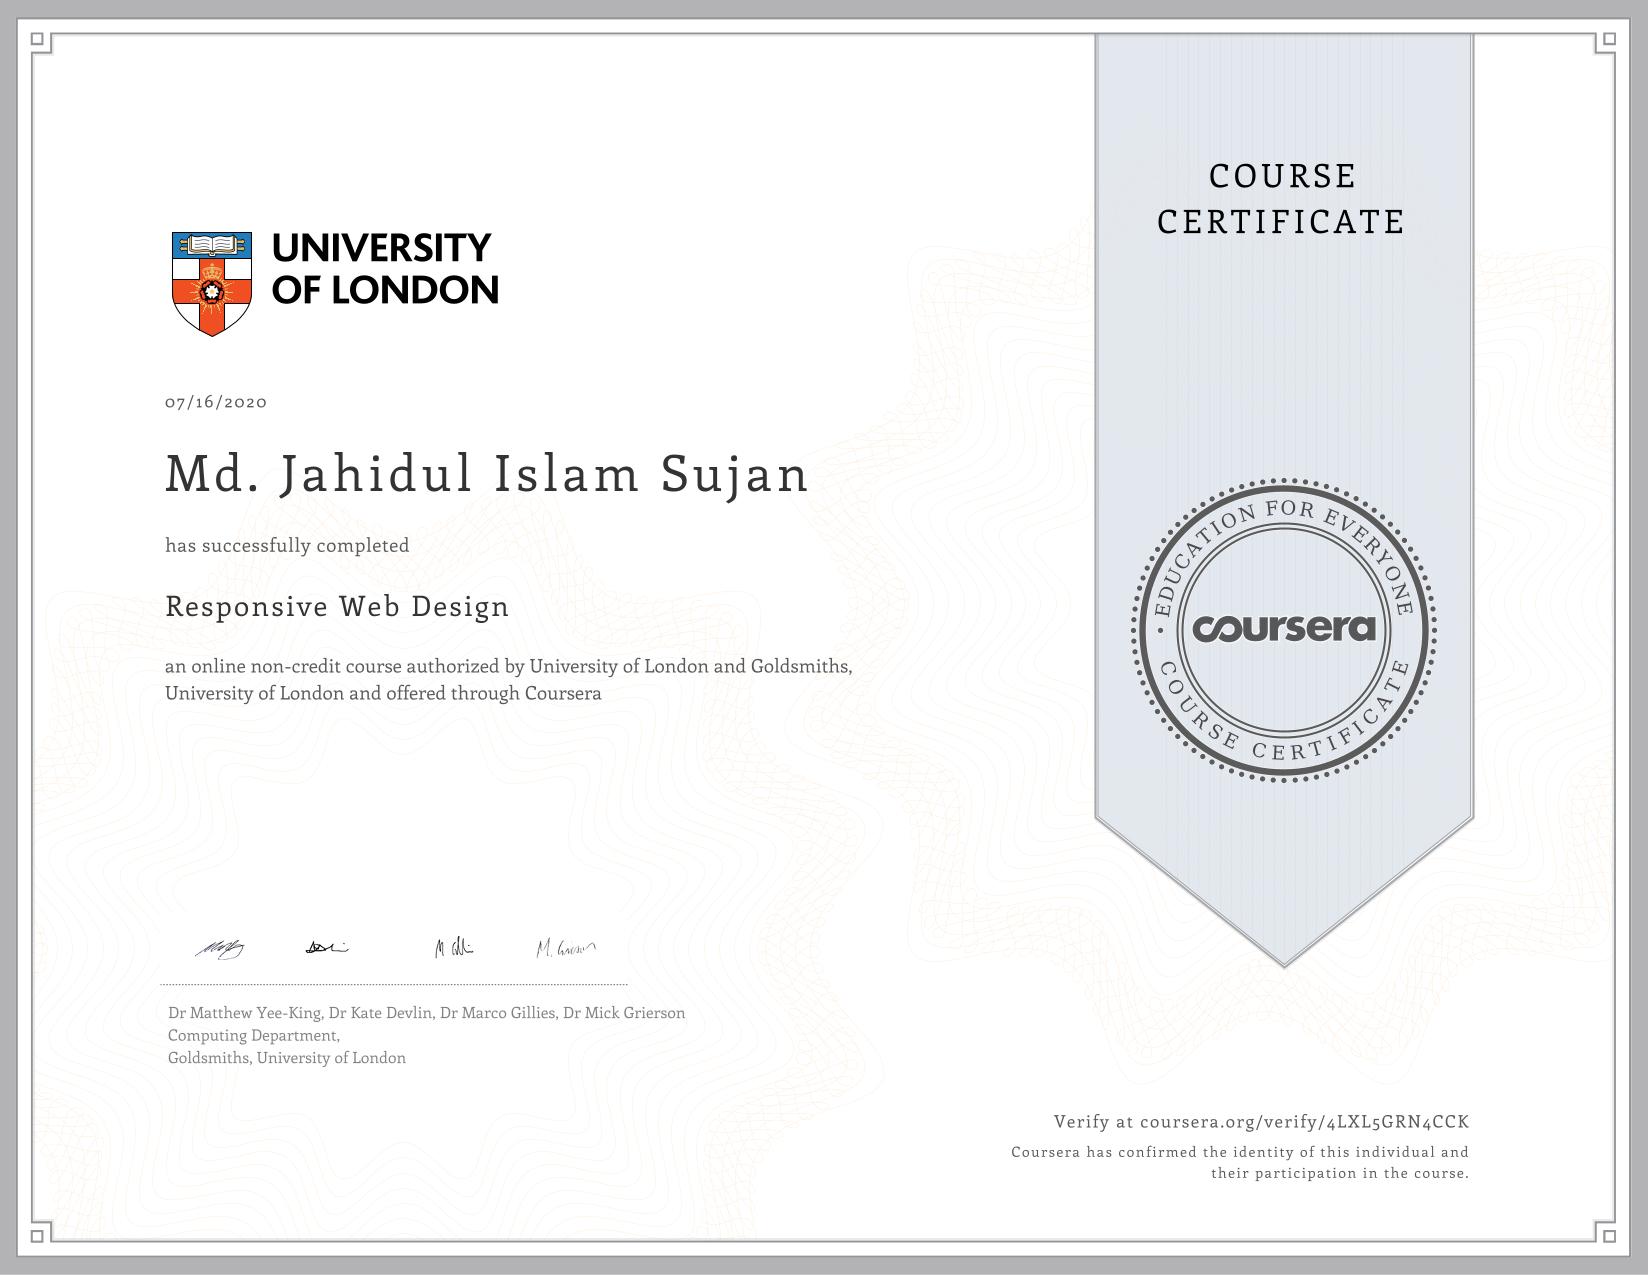 COURSE
CERTIFICATE
UNIVERSITY
OF LONDON
07/16/2020
Md. Jahidul Islam Sujan
has successfully completed
Responsive Web Design
an online non-credit course authorized by University of London and Goldsmiths,
University of London and offered through Coursera
• EDUCATION FOR EVERYONE
coursera
COURSE CERTIFICATE
Dr Matthew Yee-King, Dr Kate Devlin, Dr Marco Gillies, Dr Mick Grierson
Computing Department,
Goldsmiths, University of London
Verify at coursera.org/verify/4LXL5GRN4CCK
Coursera has confirmed the identity of this individual and
their participation in the course.